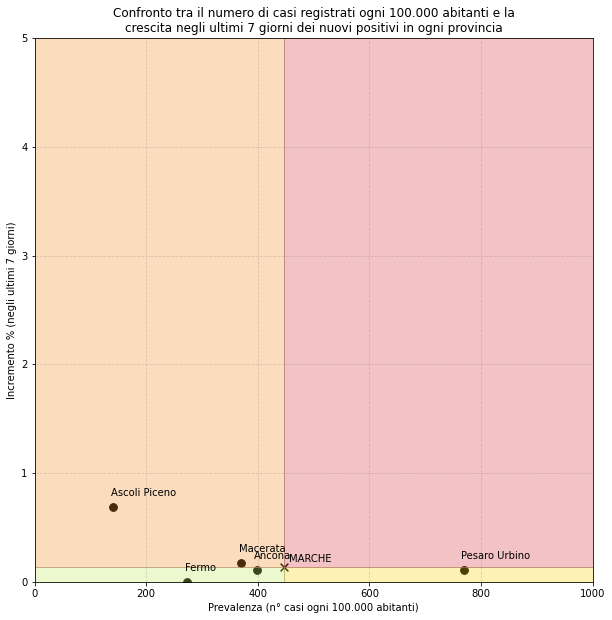 Confronto tra il numero di casi registrati ogni 100.000 abitanti e la
crescita negli ultimi 7 giorni dei nuovi positivi in ogni provincia
5
4
3
2
1
0
Incremento % (negli ultimi 7 giorni)
Ascoli Piceno
Macerata
Ancona
MARCHE
Pesaro Urbino
Fermo
0 200 400 600 800 1000
Prevalenza (n° casi ogni 100.000 abitanti)